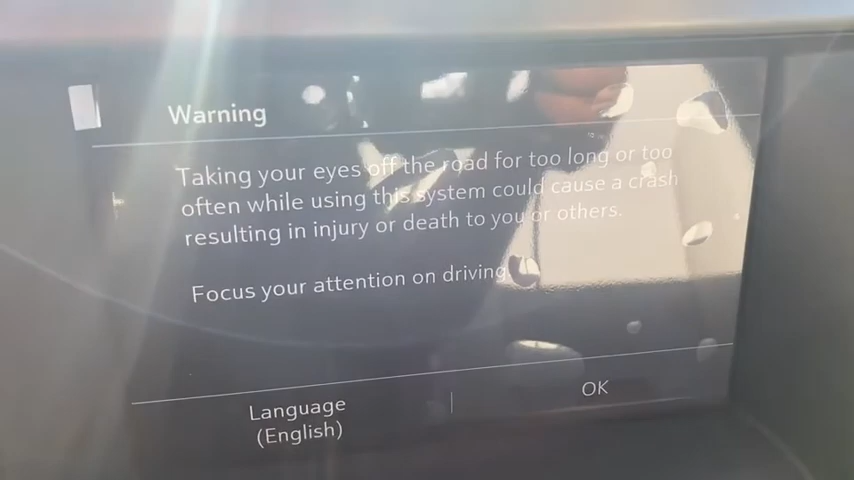 Warning
Taking your eyes off the road for too long or too
often while using this system could cause a crash
resulting in injury or death to you or others.
Focus your attention on driving.
Language
(English)
OK